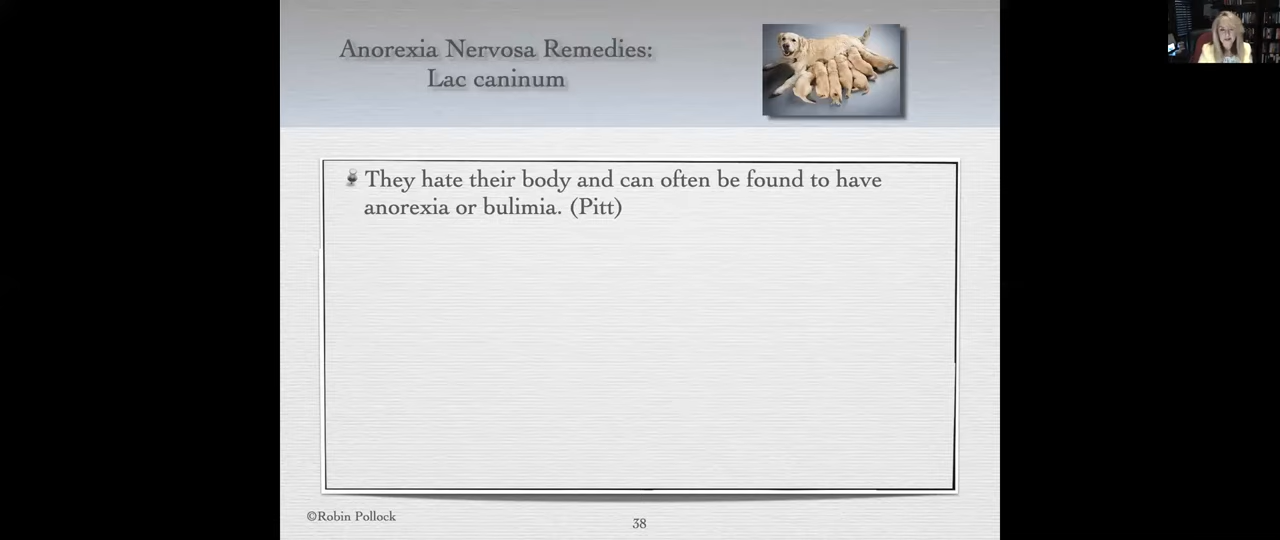 Anorexia Nervosa Remedies:
Lac caninum
They hate their body and can often be found to have
anorexia or bulimia. (Pitt)
©Robin Pollock
38